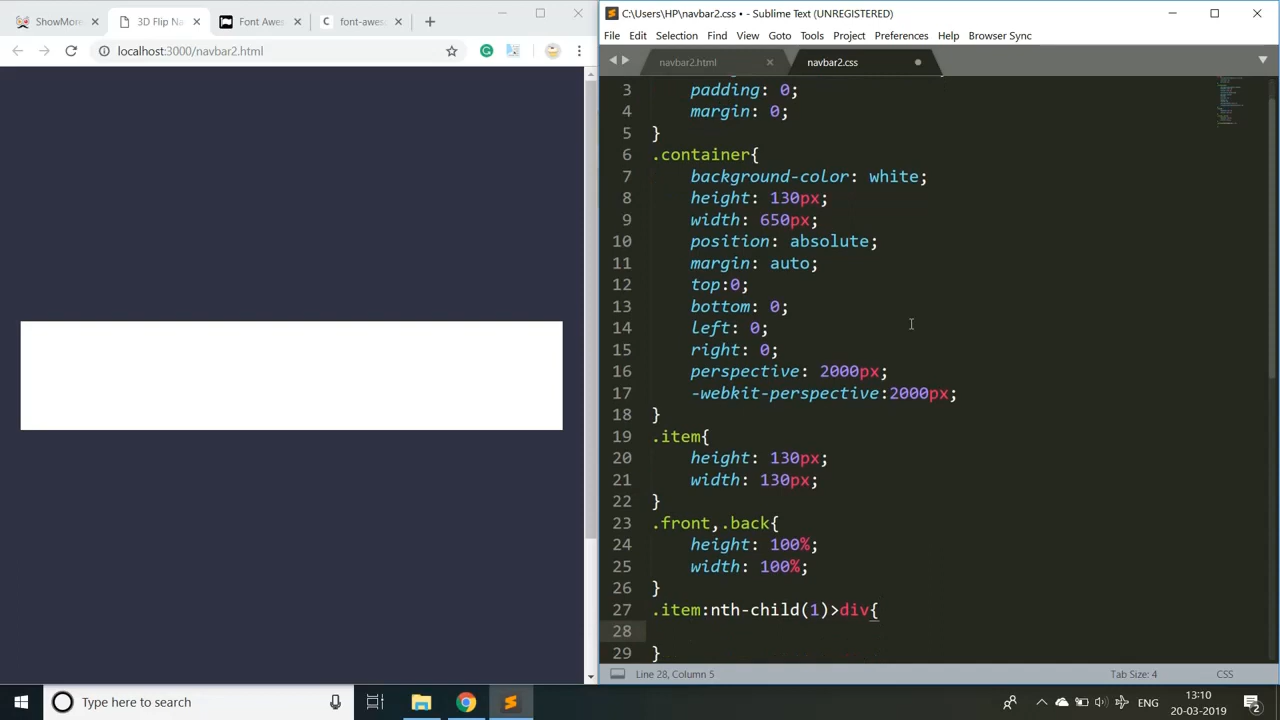 ShowMore
3D Flip Na
Font Awes
font-awes
C:\Users\HP\navbar2.css • - Sublime Text (UNREGISTERED)
localhost:3000/navbar2.html
File Edit Selection Find View Goto Tools Project Preferences Help Browser Sync
navbar2.html
navbar2.css
3 padding: 0;
4 margin: 0;
5 }
6 .container{
7 background-color: white;
8 height: 130px;
9 width: 650px;
10 position: absolute;
11 margin: auto;
12 top:0;
13 bottom: 0;
14 left: 0;
15 right: 0;
16 perspective: 2000px;
17 -webkit-perspective:2000px;
18 }
19 .item{
20 height: 130px;
21 width: 130px;
22 }
23 .front,.back{
24 height: 100%;
25 width: 100%;
26 }
27 .item:nth-child(1)>div{
28
29 }
Line 28, Column 5
Tab Size: 4
CSS
Type here to search
ENG
13:10
20-03-2019
2